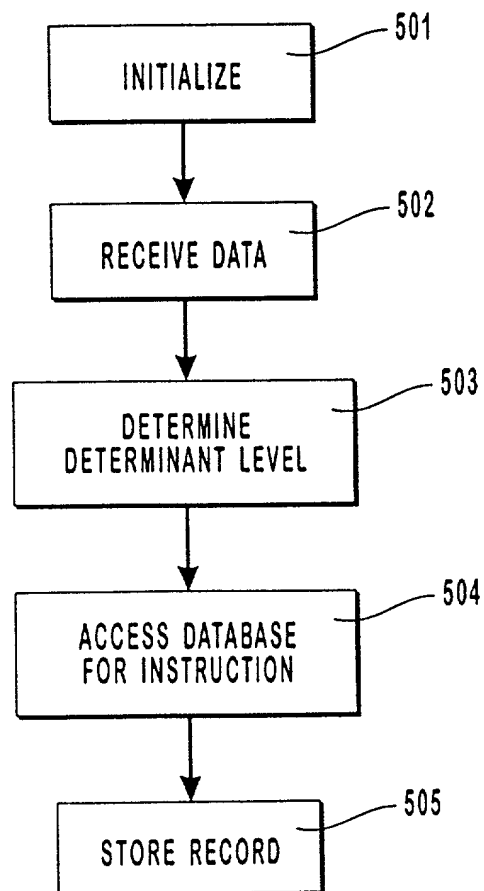 501
INITIALIZE
502
RECEIVE DATA
503
DETERMINE
DETERMINANT LEVEL
504
ACCESS DATABASE
FOR INSTRUCTION
505
STORE RECORD